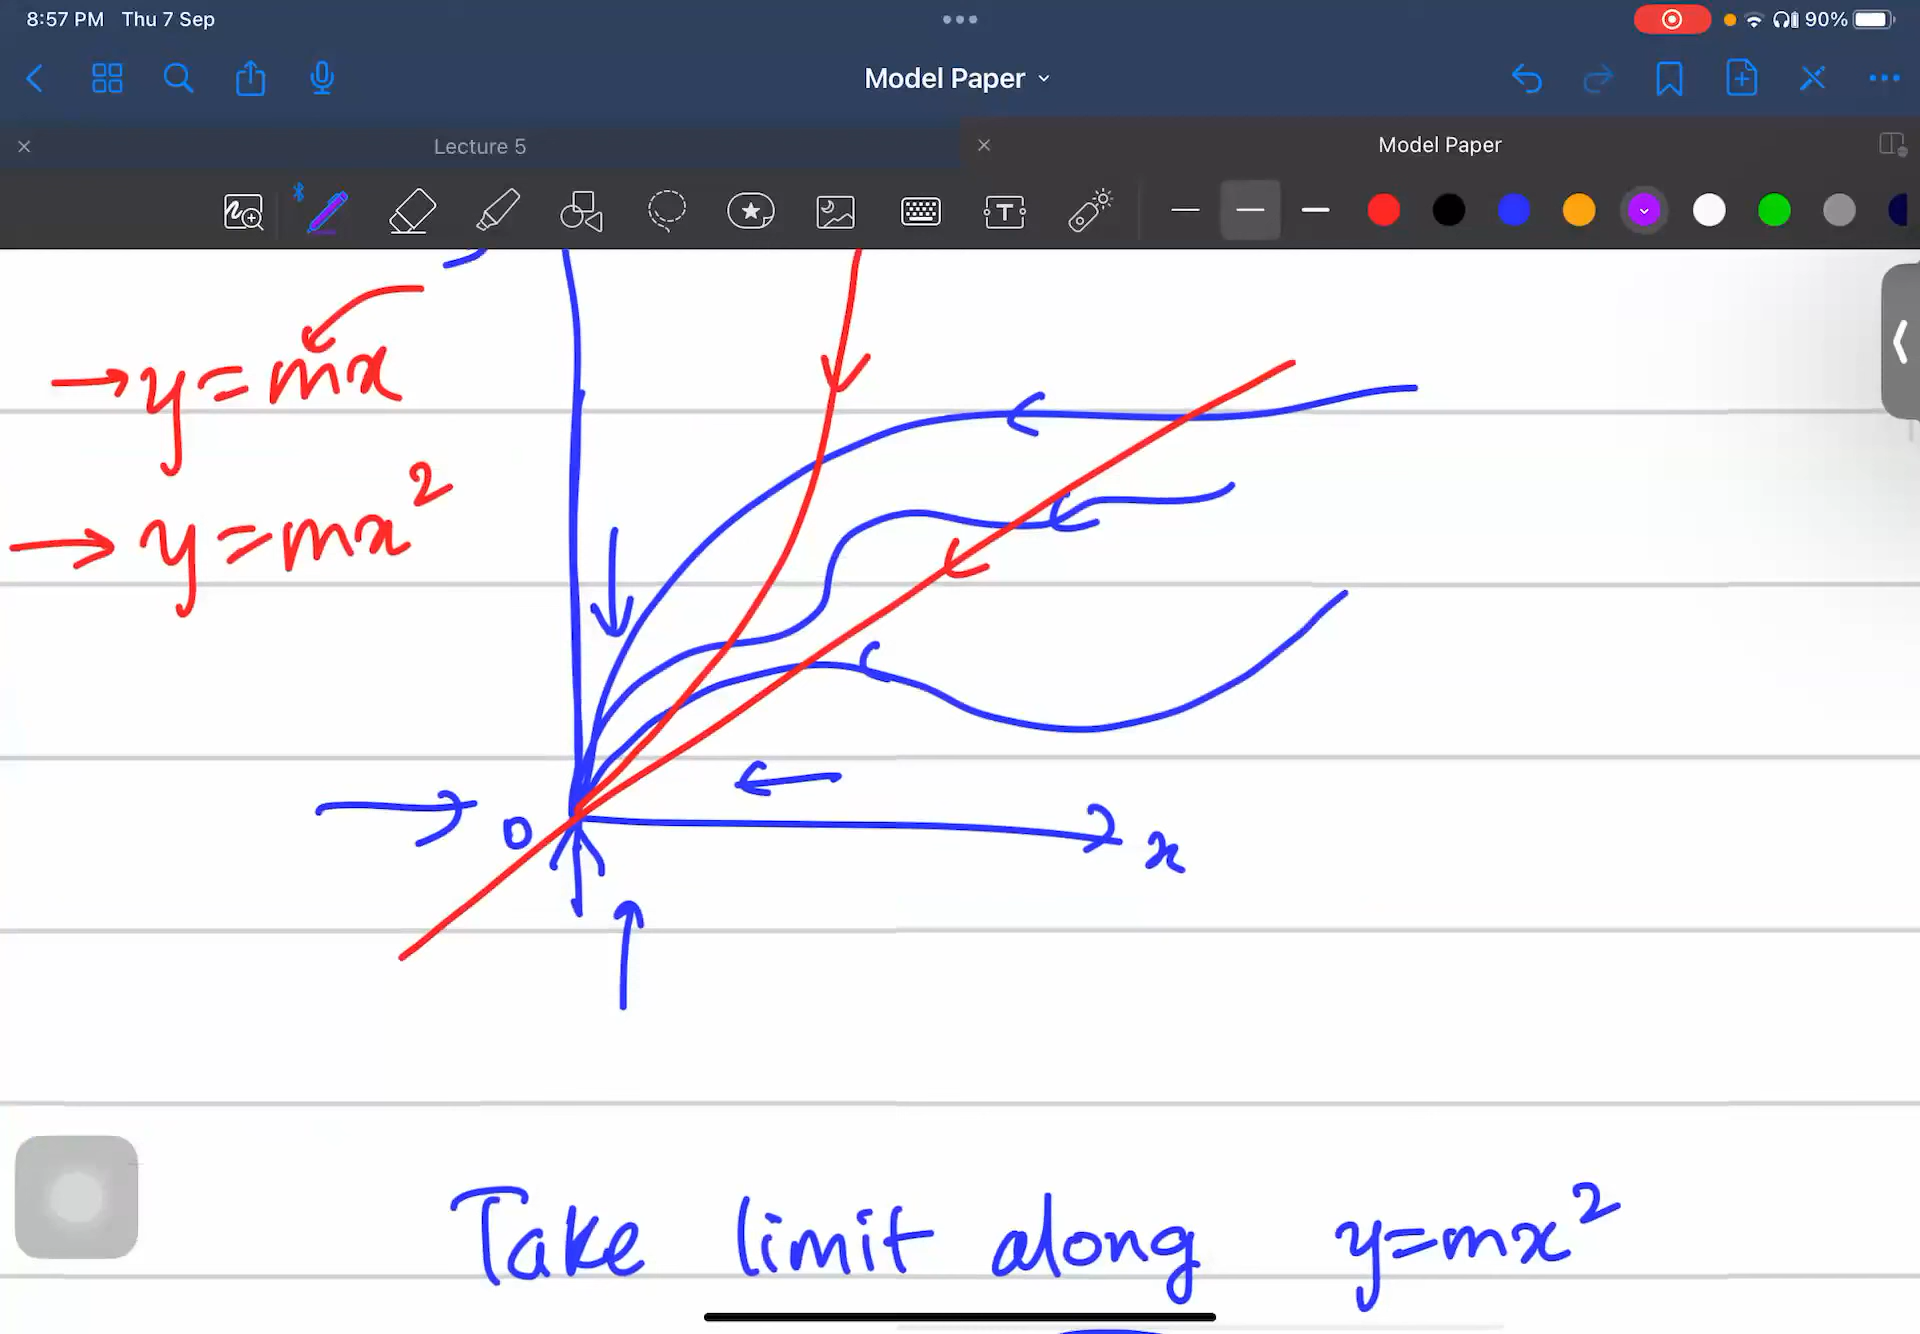 8:57 PM Thu 7 Sep
90%
Model Paper
Lecture 5
Model Paper
T
→ y = mx
→ y = mx²
0
x
Take limit along y=mx²